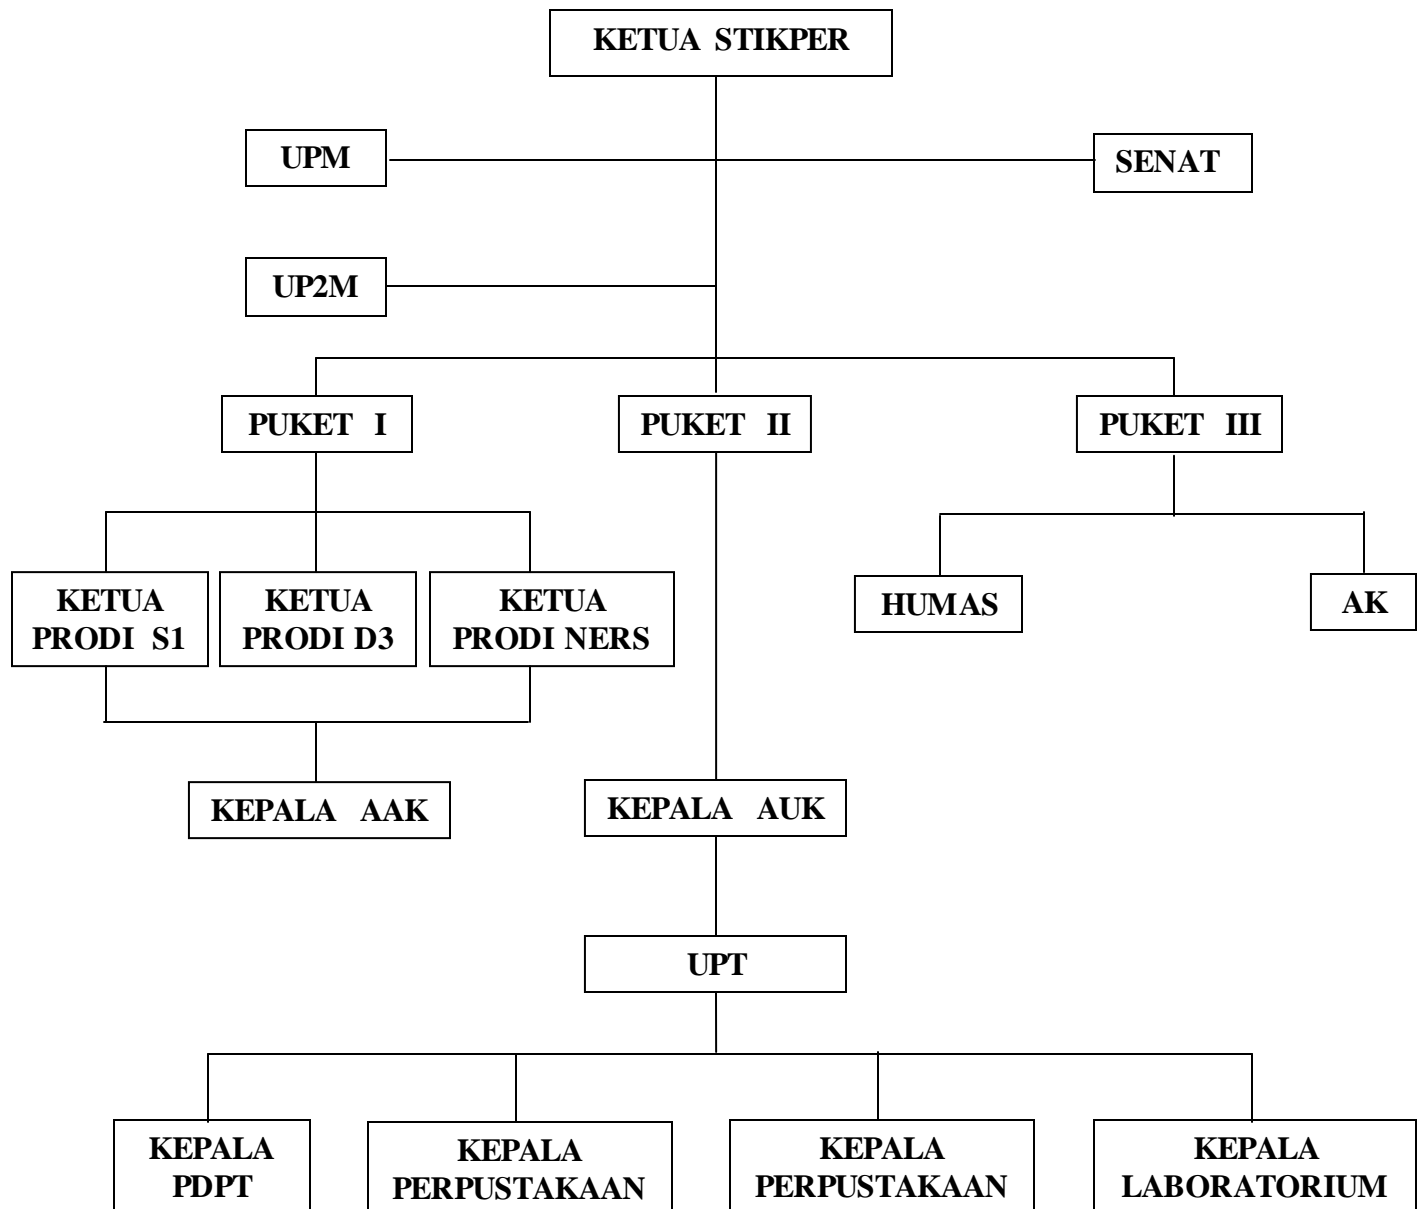 KETUA STIKPER
UPM
SENAT
UP2M
PUKET I
PUKET II
PUKET III
KETUA
PRODI S1
KETUA
PRODI D3
KETUA
PRODI NERS
HUMAS
AK
KEPALA AAK
KEPALA AUK
UPT
KEPALA
PDPT
KEPALA
PERPUSTAKAAN
KEPALA
PERPUSTAKAAN
KEPALA
LABORATORIUM